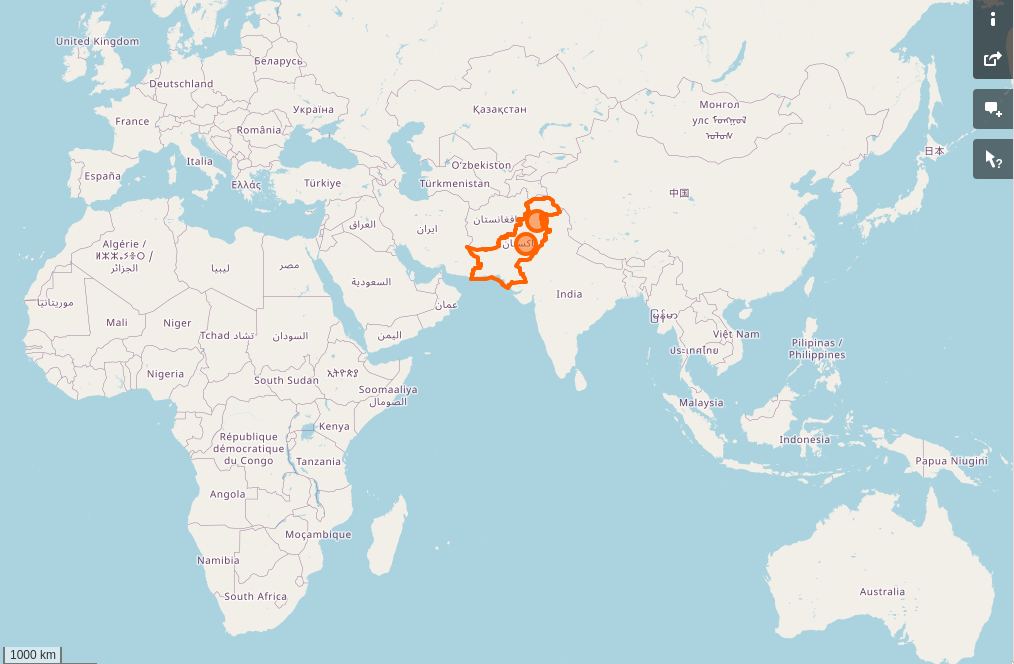 United Kingdom
Беларусь
Deutschland
Україна
France
România
Italia
España
Ελλάς
Türkiye
Қазақстан
Oʻzbekiston
Türkmenistan
Монгол
улс
日本
中国
افغانستان
ایران
العراق
پاکستان
Algérie /
ⵍⵣⵣⴰⵢⴻⵔ /
الجزائر
ليبيا
مصر
السعودية
India
မြန်မာ
عمان
موريتانيا
Mali
Niger
Tchad تشاد
السودان
اليمن
Việt Nam
Pilipinas /
Philippines
ประเทศไทย
Nigeria
South Sudan
ኢትዮጵያ
Soomaaliya
الصومال
Malaysia
Kenya
République
démocratique
du Congo
Tanzania
Indonesia
Papua Niugini
Angola
Moçambique
Namibia
South Africa
Australia
1000 km